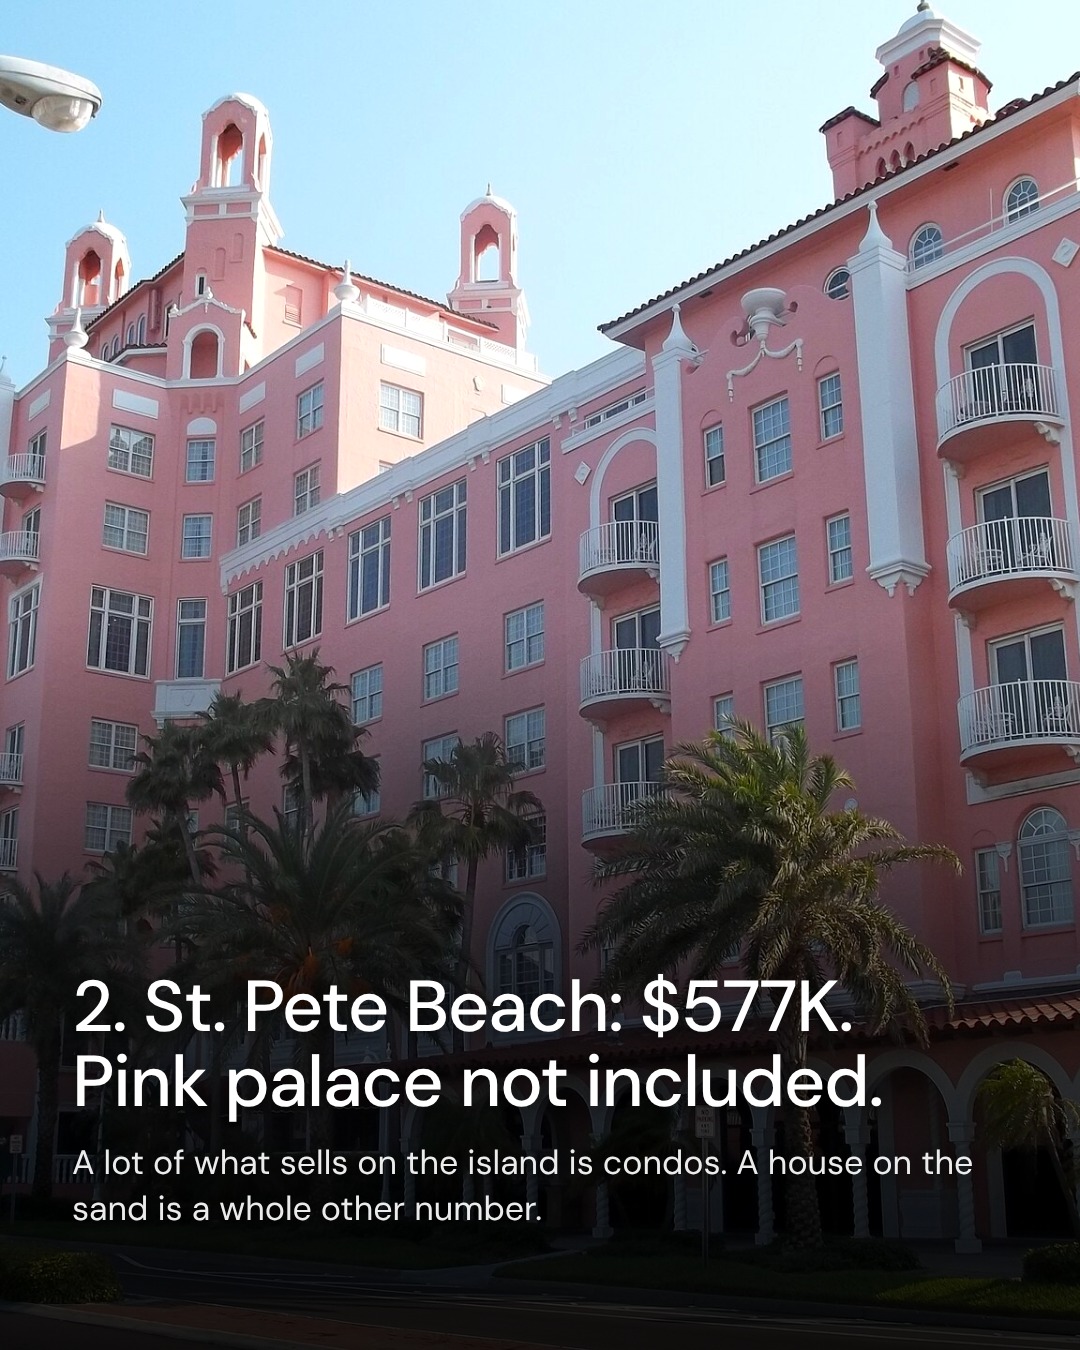 2. St. Pete Beach: $577K.
Pink palace not included.
A lot of what sells on the island is condos. A house on the
sand is a whole other number.